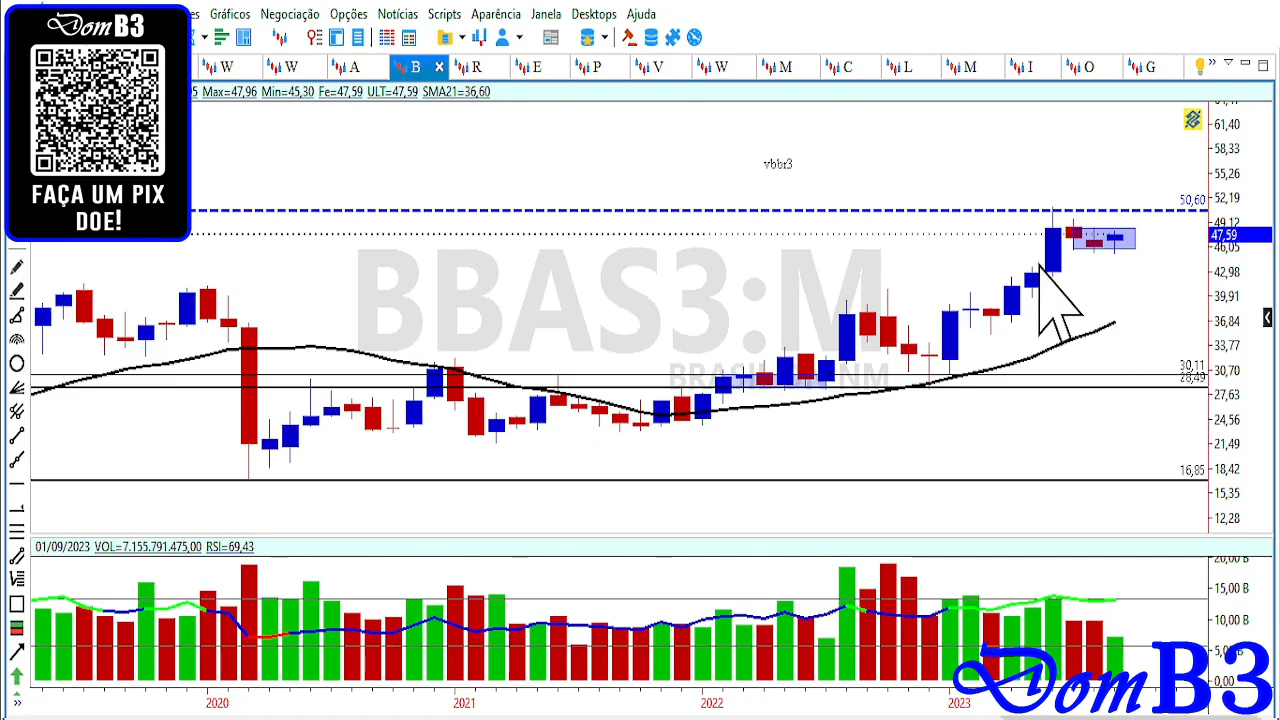 DomB3
Gráficos Negociação Opções Notícias Scripts Aparência Janela Desktops Ajuda
W W A B R E P V W M C L M I O G
Max=47,96 Min=45,30 Fe=47,59 ULT=47,59 SMA21=36,60
FAÇA UM PIX
DOE!
vbbr3
BBAS3:M
61,40
58,33
55,26
52,19
50,60
49,12
47,59
46,05
42,98
39,91
36,84
33,77
30,11
30,70
28,49
27,63
24,56
21,49
18,42
16,85
15,35
12,28
01/09/2023 VOL=7.155.791.475,00 RSI=69,43
20,00 B
15,00 B
10,00 B
0,00
2020 2021 2022 2023
DomB3